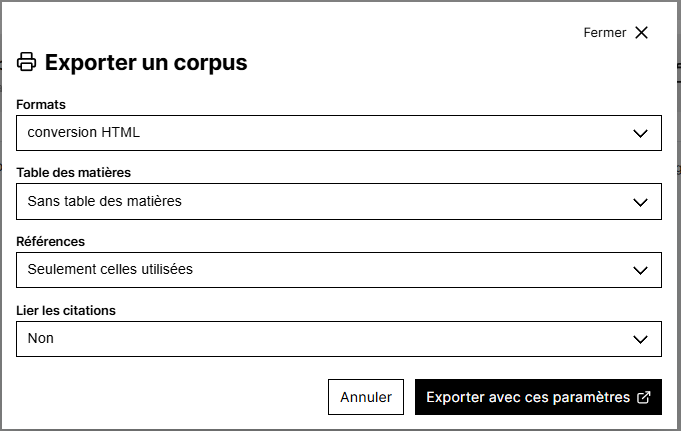 Fermer
Exporter un corpus
Formats
conversion HTML
Table des matières
Sans table des matières
Références
Seulement celles utilisées
Lier les citations
Non
Annuler
Exporter avec ces paramètres